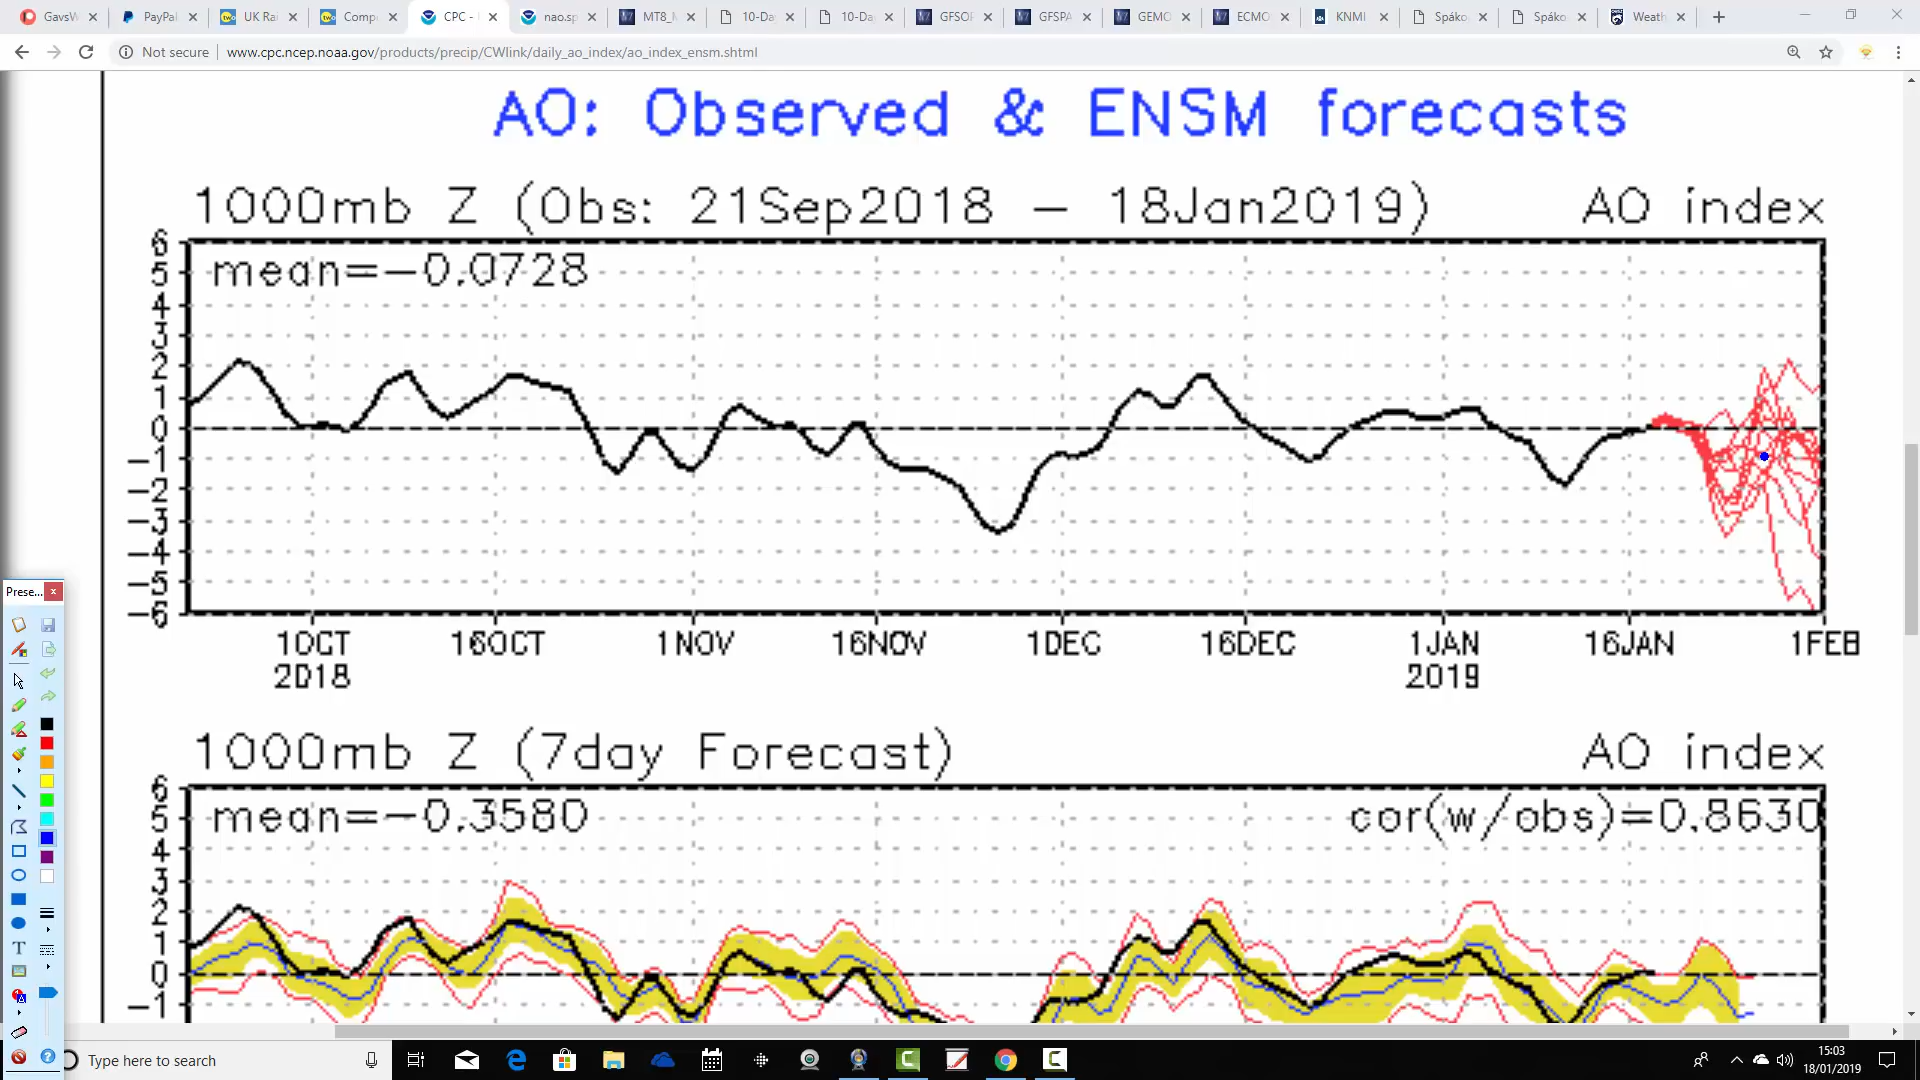 GavsW
PayPal
UK Rai
Comp
CPC -
nao.sp
MT8_
10-Da
10-Da
GFSOP
GFSPA
GEMO
ECMO
KNMI
Spáko
Spáko
Weath
Not secure | www.cpc.ncep.noaa.gov/products/precip/CWlink/daily_ao_index/ao_index_ensm.shtml
AO: Observed & ENSM forecasts
1000mb Z (Obs: 21Sep2018 – 18Jan2019) AO index
mean=-0.0728
6
5
4
3
2
1
0
-1
-2
-3
-4
-5
-6
1OCT 16OCT 1NOV 16NOV 1DEC 16DEC 1JAN 16JAN 1FEB
2018 2019
1000mb Z (7day Forecast) AO index
mean=-0.3580 cor(w/obs)=0.8630
6
5
4
3
2
1
0
-1
Prese...
T
A
Type here to search
15:03
18/01/2019